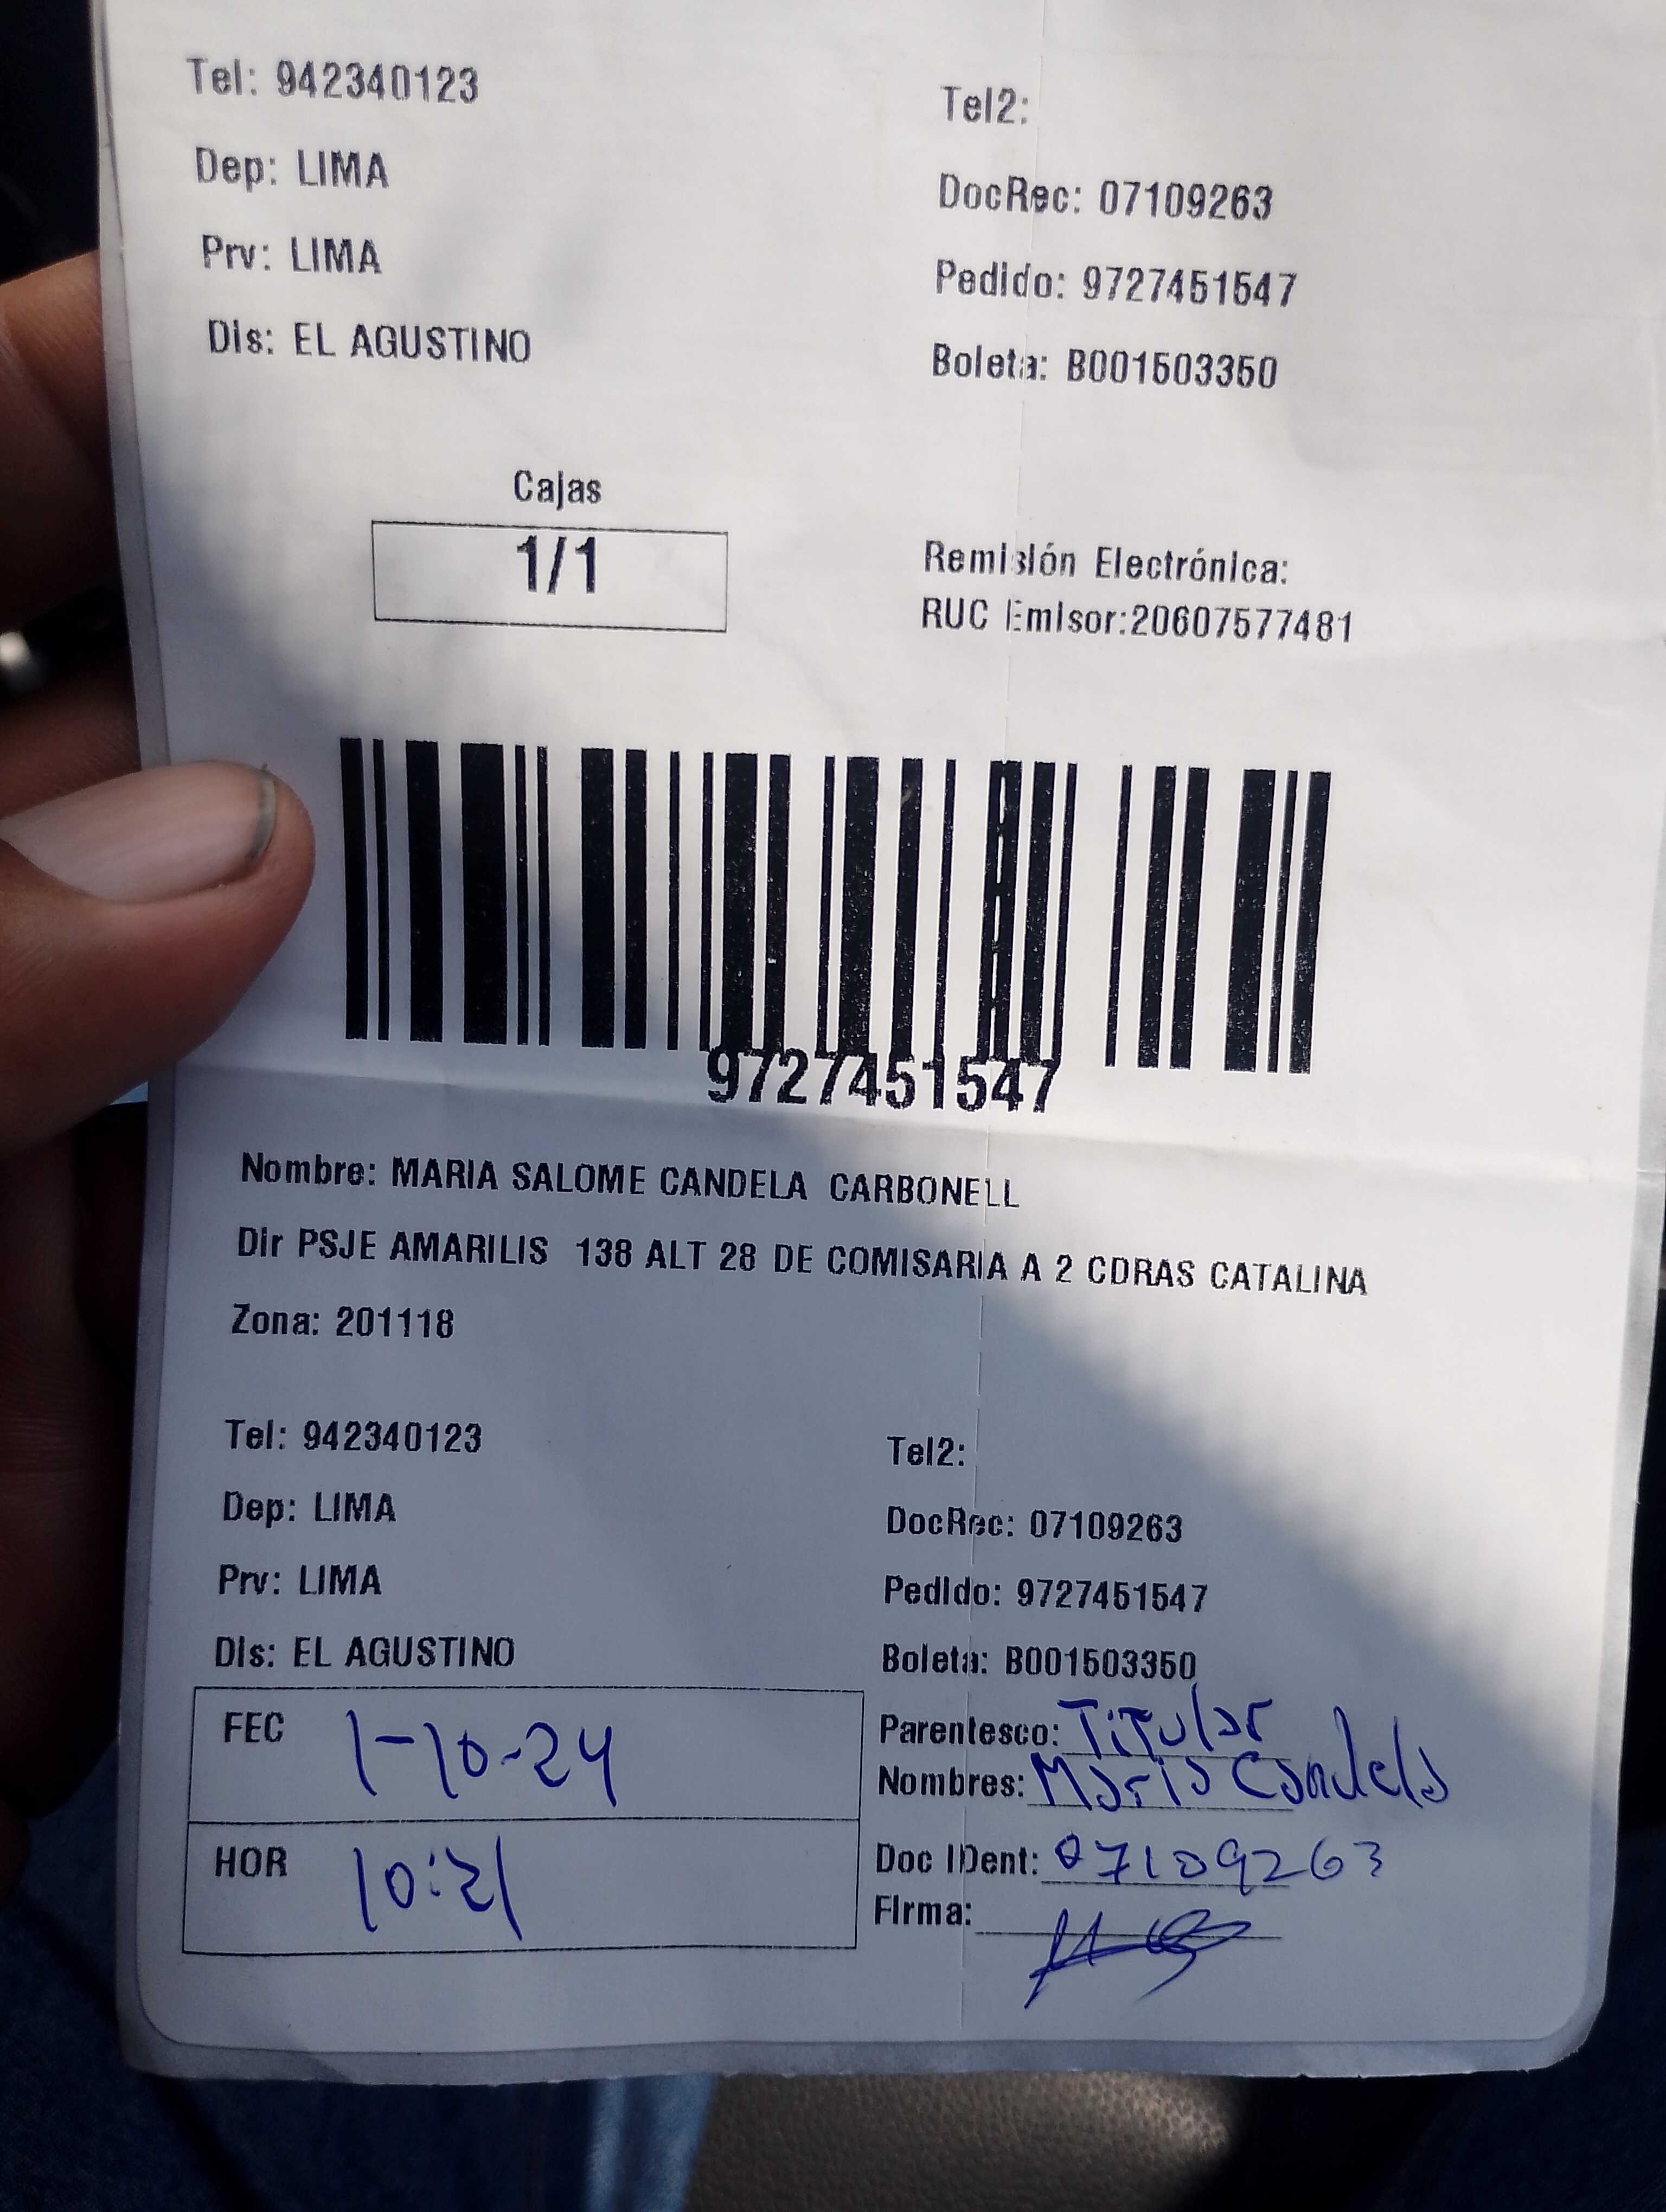 Tel: 942340123
Tel2:
Dep: LIMA
DocRec: 07109263
Prv: LIMA
Pedido: 9727451547
Dis: EL AGUSTINO
Boleta: B001503350
Cajas
1/1
Remisión Electrónica:
RUC Emisor:20607577481
9727451547
Nombre: MARIA SALOME CANDELA CARBONELL
Dir PSJE AMARILIS 138 ALT 28 DE COMISARIA A 2 CDRAS CATALINA
Zona: 201118
Tel: 942340123
Tel2:
Dep: LIMA
DocRec: 07109263
Prv: LIMA
Pedido: 9727451547
Dis: EL AGUSTINO
Boleta: B001503350
FEC 1-10-24
Parentesco: Titular
Nombres: Maria Candela
HOR 10:21
Doc IDent: 07109263
Firma: